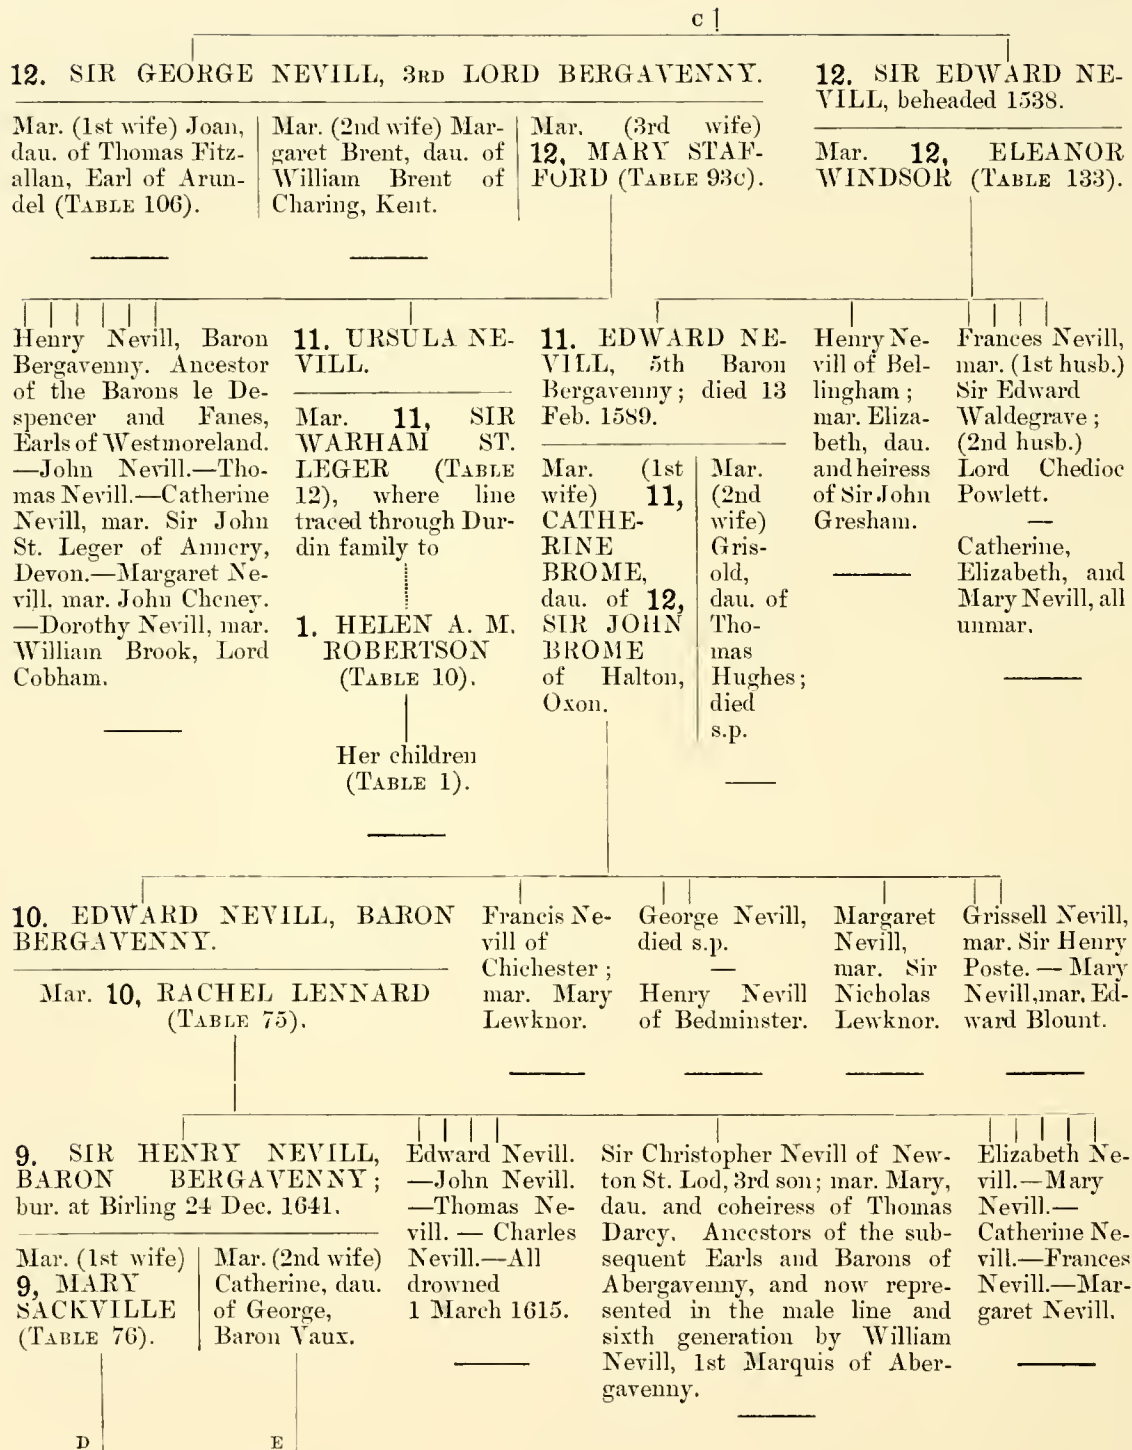 C
12. SIR GEORGE NEVILL, 3RD LORD BERGAVENNY.
Mar. (1st wife) Joan,
dau. of Thomas Fitz-
allan, Earl of Arun-
del (TABLE 106).
Mar. (2nd wife) Mar-
garet Brent, dau. of
William Brent of
Charing, Kent.
Mar. (3rd wife)
12, MARY STAF-
FORD (TABLE 93C).
12. SIR EDWARD NE-
VILL, beheaded 1538.
Mar. 12, ELEANOR
WINDSOR (TABLE 133).
Henry Nevill, Baron
Bergavenny. Ancestor
of the Barons le De-
spencer and Fanes,
Earls of Westmoreland.
—John Nevill.—Tho-
mas Nevill.—Catherine
Nevill, mar. Sir John
St. Leger of Annery,
Devon.—Margaret Ne-
vill, mar. John Cheney.
—Dorothy Nevill, mar.
William Brook, Lord
Cobham.
11. URSULA NE-
VILL.
Mar. 11, SIR
WARHAM ST.
LEGER (TABLE
12), where line
traced through Dur-
din family to
1. HELEN A. M.
ROBERTSON
(TABLE 10).
Her children
(TABLE 1).
11. EDWARD NE-
VILL, 5th Baron
Bergavenny; died 13
Feb. 1589.
Mar. (1st
wife) 11,
CATHE-
RINE
BROME,
dau. of 12,
SIR JOHN
BROME
of Halton,
Oxon.
Mar.
(2nd
wife)
Gris-
old,
dau. of
Tho-
mas
Hughes;
died
s.p.
Henry Ne-
vill of Bel-
lingham;
mar. Eliza-
beth, dau.
and heiress
of Sir John
Gresham.
Frances Nevill,
mar. (1st husb.)
Sir Edward
Waldegrave;
(2nd husb.)
Lord Chedioc
Powlett.
—
Catherine,
Elizabeth, and
Mary Nevill, all
unmar.
10. EDWARD NEVILL, BARON
BERGAVENNY.
Mar. 10, RACHEL LENNARD
(TABLE 75).
Francis Ne-
vill of
Chichester;
mar. Mary
Lewknor.
George Nevill,
died s.p.
—
Henry Nevill
of Bedminster.
Margaret
Nevill,
mar. Sir
Nicholas
Lewknor.
Grissell Nevill,
mar. Sir Henry
Poste. — Mary
Nevill, mar. Ed-
ward Blount.
9. SIR HENRY NEVILL,
BARON BERGAVENNY;
bur. at Birling 24 Dec. 1641.
Mar. (1st wife)
9, MARY
SACKVILLE
(TABLE 76).
Mar. (2nd wife)
Catherine, dau.
of George,
Baron Vaux.
Edward Nevill.
—John Nevill.
—Thomas Ne-
vill. — Charles
Nevill.—All
drowned
1 March 1615.
Sir Christopher Nevill of New-
ton St. Lod, 3rd son; mar. Mary,
dau. and coheiress of Thomas
Darcy. Ancestors of the sub-
sequent Earls and Barons of
Abergavenny, and now repre-
sented in the male line and
sixth generation by William
Nevill, 1st Marquis of Aber-
gavenny.
Elizabeth Ne-
vill.—Mary
Nevill.—
Catherine Ne-
vill.—Frances
Nevill.—Mar-
garet Nevill.
D
E